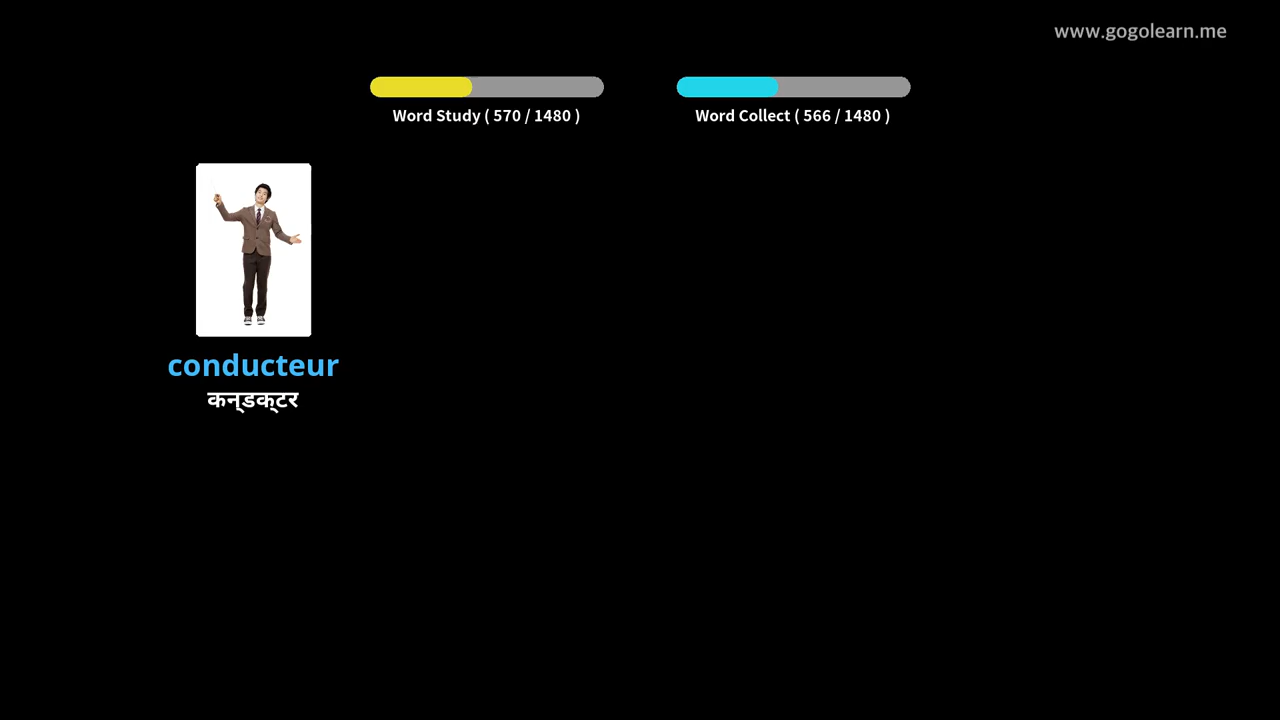 www.gogolearn.me
Word Study ( 570 / 1480 )
Word Collect ( 566 / 1480 )
conducteur
कन्डक्टर